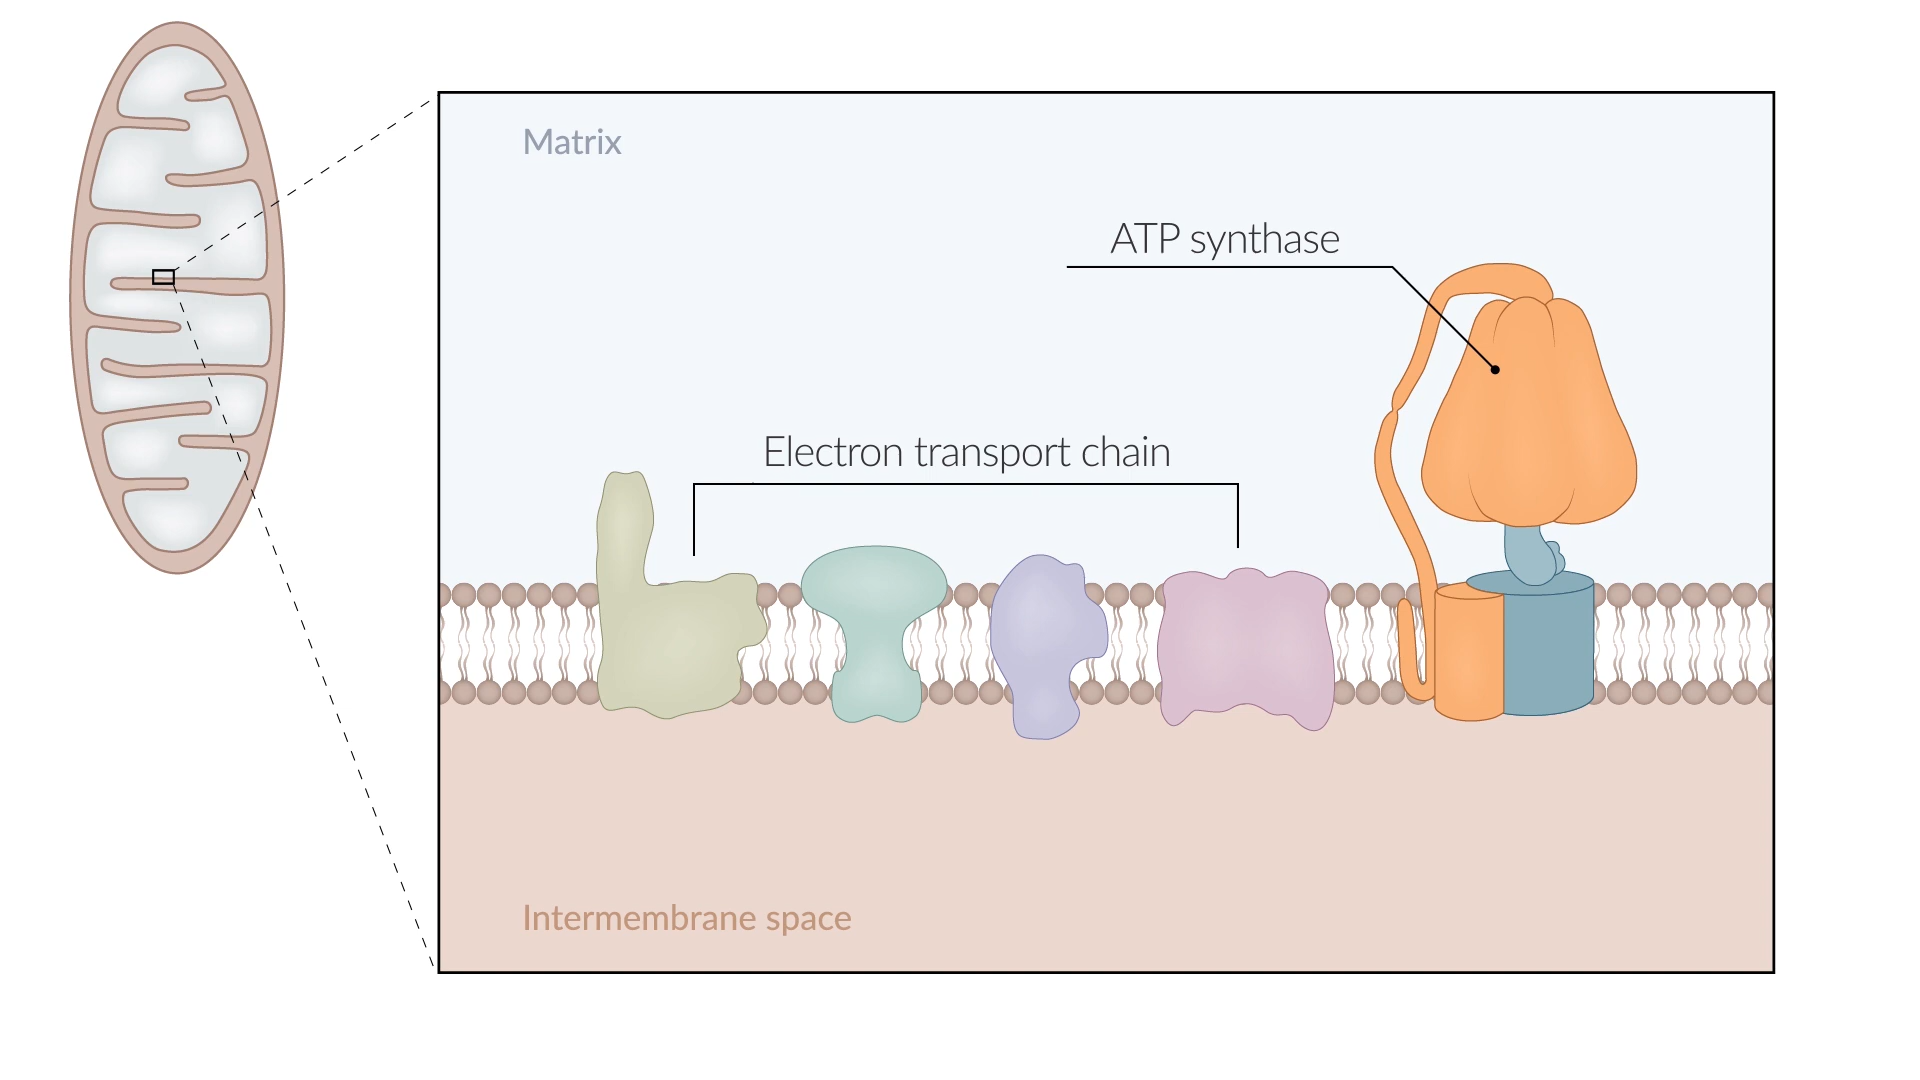 Matrix
ATP synthase
Electron transport chain
Intermembrane space